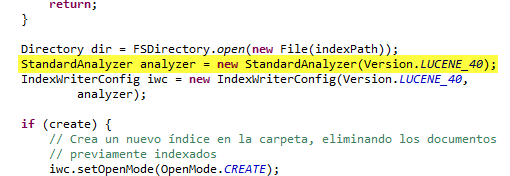 return;
}
Directory dir = FSDirectory.open(new File(indexPath));
StandardAnalyzer analyzer = new StandardAnalyzer(Version.LUCENE_40);
IndexWriterConfig iwc = new IndexWriterConfig(Version.LUCENE_40,
analyzer);
if (create) {
// Crea un nuevo índice en la carpeta, eliminando los documentos
// previamente indexados
iwc.setOpenMode(OpenMode.CREATE);